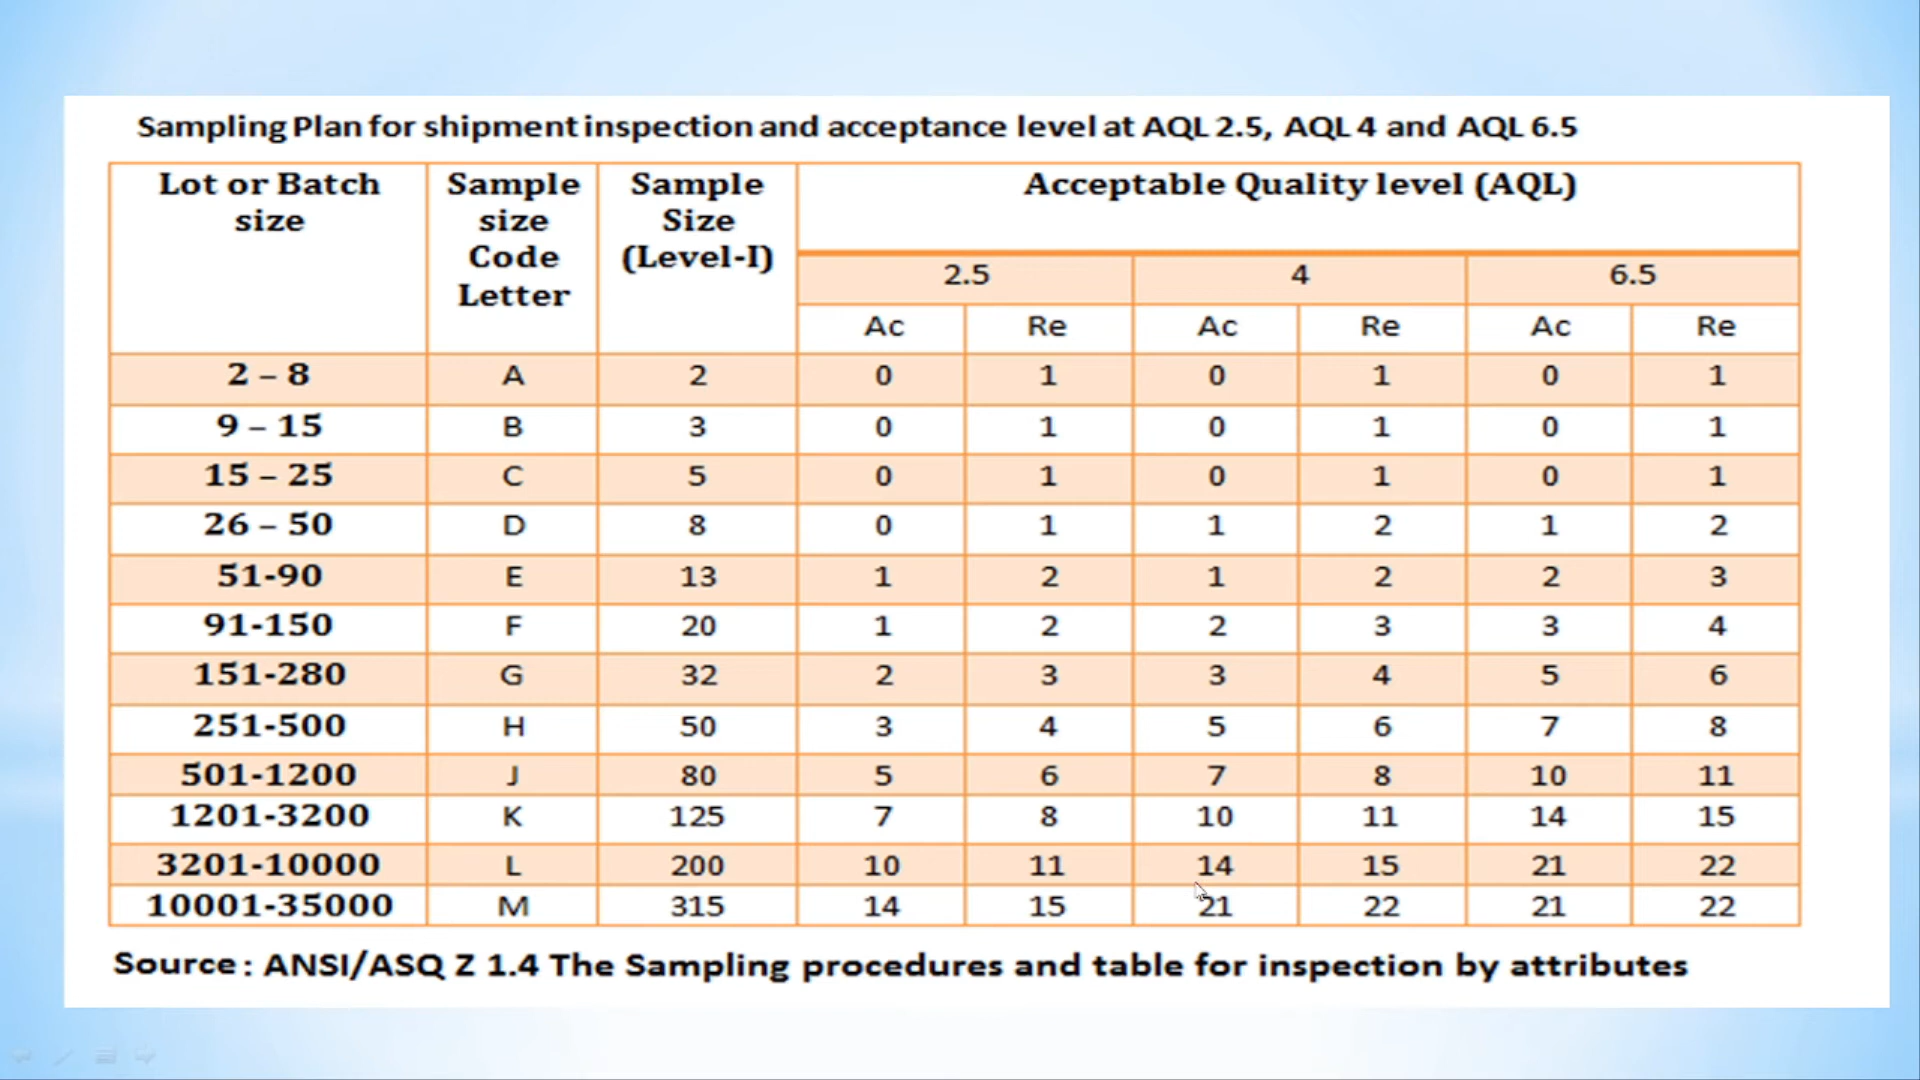 Sampling Plan for shipment inspection and acceptance level at AQL 2.5, AQL 4 and AQL 6.5
Lot or Batch size Sample size Code Letter Sample Size (Level-I) Acceptable Quality level (AQL)
2.5 4 6.5
Ac Re Ac Re Ac Re
2 – 8 A 2 0 1 0 1 0 1
9 – 15 B 3 0 1 0 1 0 1
15 – 25 C 5 0 1 0 1 0 1
26 – 50 D 8 0 1 1 2 1 2
51-90 E 13 1 2 1 2 2 3
91-150 F 20 1 2 2 3 3 4
151-280 G 32 2 3 3 4 5 6
251-500 H 50 3 4 5 6 7 8
501-1200 J 80 5 6 7 8 10 11
1201-3200 K 125 7 8 10 11 14 15
3201-10000 L 200 10 11 14 15 21 22
10001-35000 M 315 14 15 21 22 21 22
Source : ANSI/ASQ Z 1.4 The Sampling procedures and table for inspection by attributes